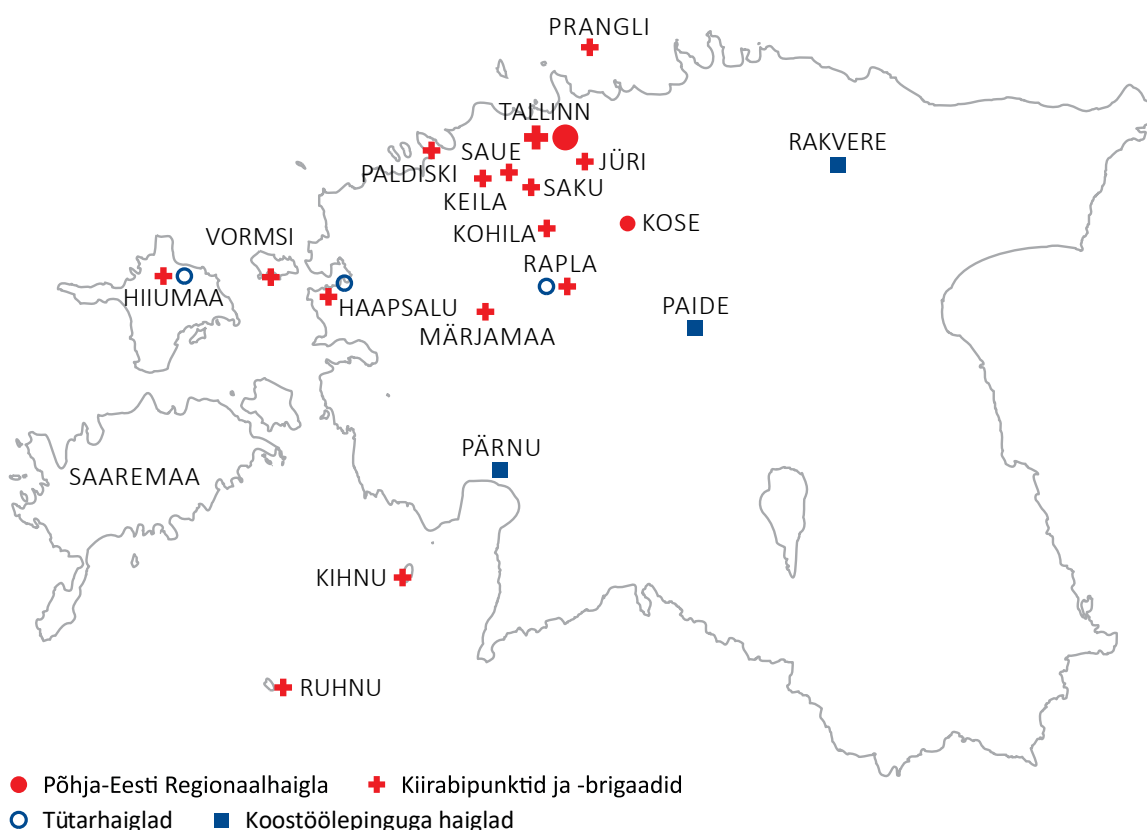 PRANGLI
TALLINN
RAKVERE
SAUE
JÜRI
PALDISKI
SAKU
KEILA
KOSE
KOHILA
VORMSI
RAPLA
HIIUMAA
HAAPSALU
PAIDE
MÄRJAMAA
PÄRNU
SAAREMAA
KIHNU
RUHNU
Põhja-Eesti Regionaalhaigla
Kiirabipunktid ja -brigaadid
Tütarhaiglad
Koostöölepinguga haiglad